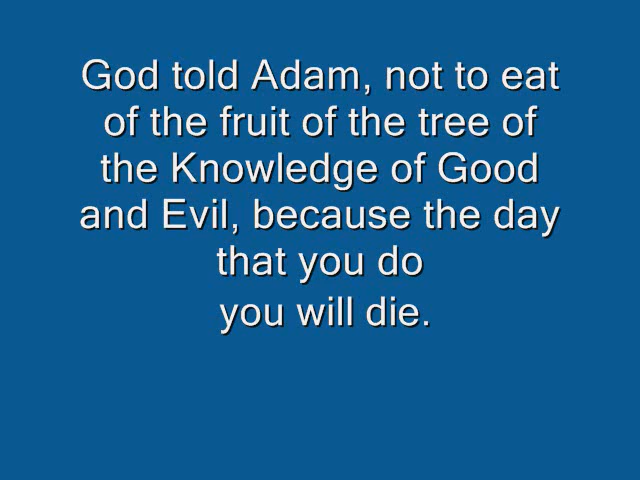 God told Adam, not to eat
of the fruit of the tree of
the Knowledge of Good
and Evil, because the day
that you do
you will die.